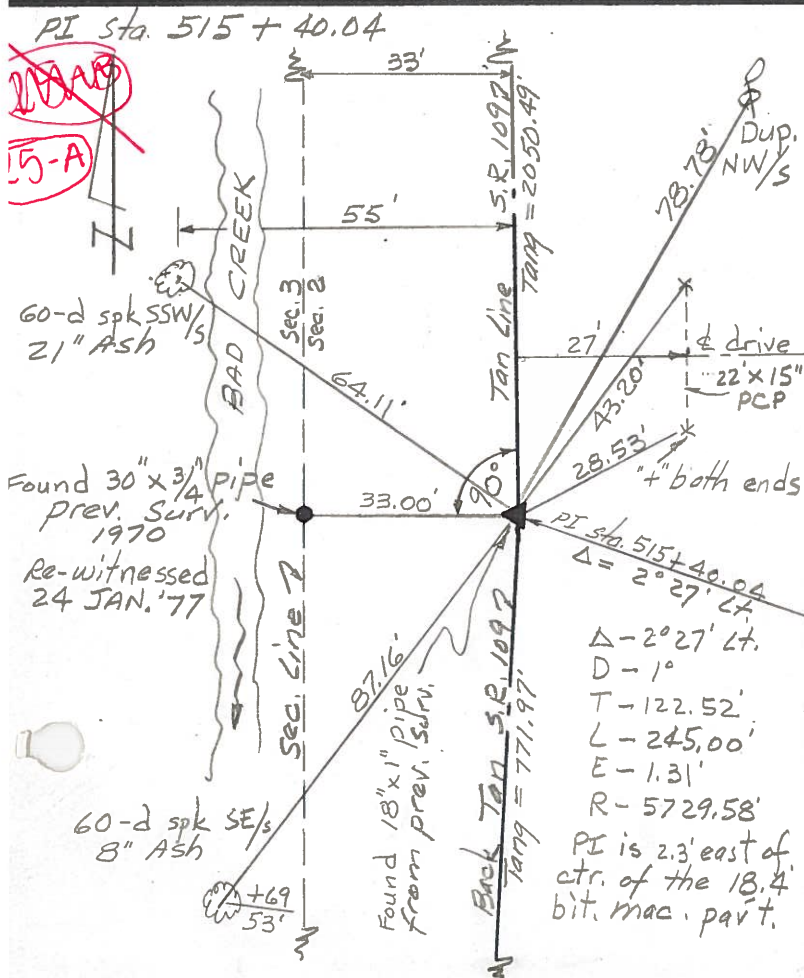 PI sta. 515 + 40.04
15-A
N
33'
55'
BAD CREEK
Sec. 3
Sec. 2
Tan Line S.R. 1097
Tang = 2050.49'
78.78'
Dup.
NW/s
60-d spk SSW/s
21" Ash
64.11'
27'
℄ drive
22' x 15"
PCP
43.20'
28.53'
"+" both ends
90°
33.00'
Found 30" x 3/4" pipe
Prev. Surv.
1970
Re-witnessed
24 JAN. '77
PI sta. 515+40.04
Δ = 2° 27' Lt.
Sec. Line
87.16'
Found 18" x 1" pipe
from prev. surv.
Back Tan S.R. 1097
Tang = 771.97'
Δ - 2° 27' Lt.
D - 1°
T - 122.52'
L - 245.00'
E - 1.31'
R - 5729.58'
PI is 2.3' east of
ctr. of the 18.4'
bit. mac. pav't.
60-d spk SE/s
8" Ash
+69
53'